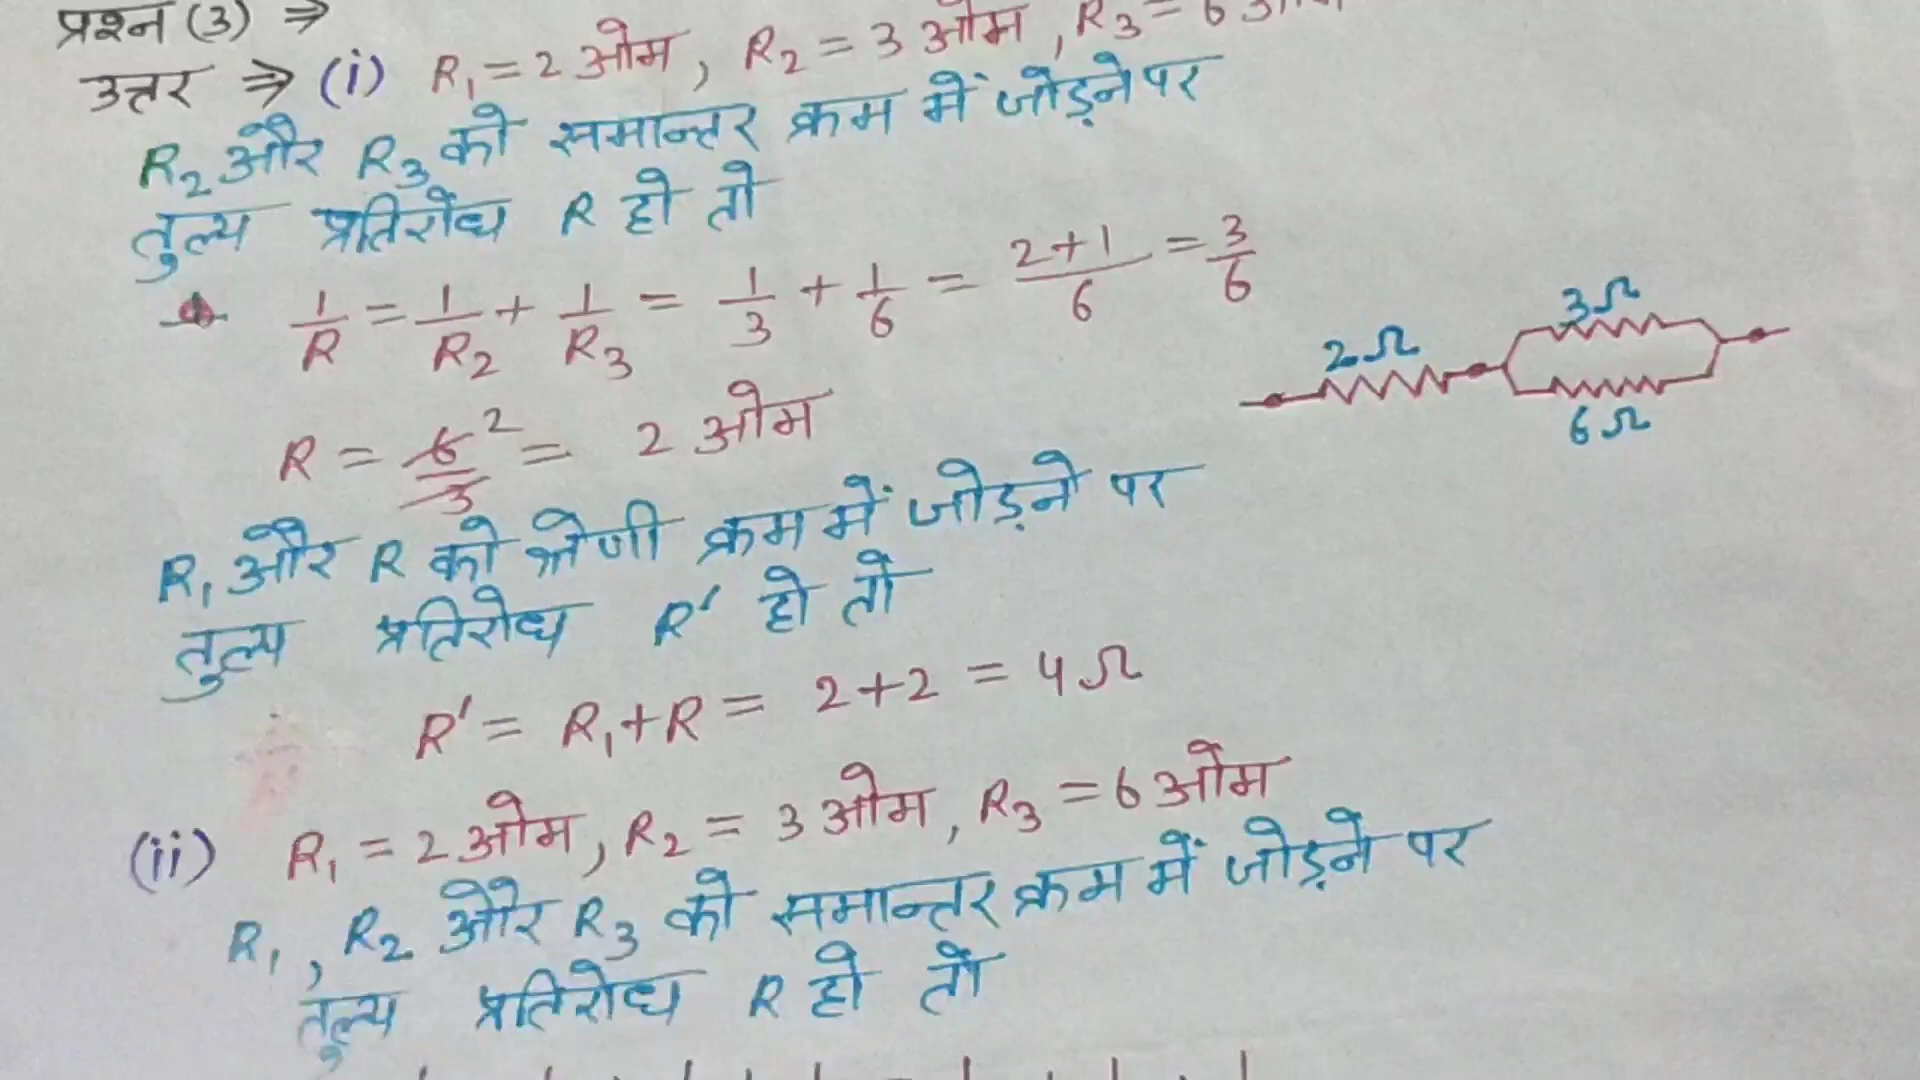 प्रश्न (3) ⇒
उत्तर ⇒ (i) R₁ = 2 ओम, R₂ = 3 ओम, R₃ = 6 ओम
R₂ और R₃ को समान्तर क्रम में जोड़ने पर
तुल्य प्रतिरोध R हो तो
1/R = 1/R₂ + 1/R₃ = 1/3 + 1/6 = (2+1)/6 = 3/6
2Ω 3Ω
6Ω
R = 6/3 ² = 2 ओम
R₁ और R को श्रेणी क्रम में जोड़ने पर
तुल्य प्रतिरोध R' हो तो
R' = R₁ + R = 2+2 = 4Ω
(ii) R₁ = 2 ओम, R₂ = 3 ओम, R₃ = 6 ओम
R₁, R₂ और R₃ को समान्तर क्रम में जोड़ने पर
तुल्य प्रतिरोध R हो तो